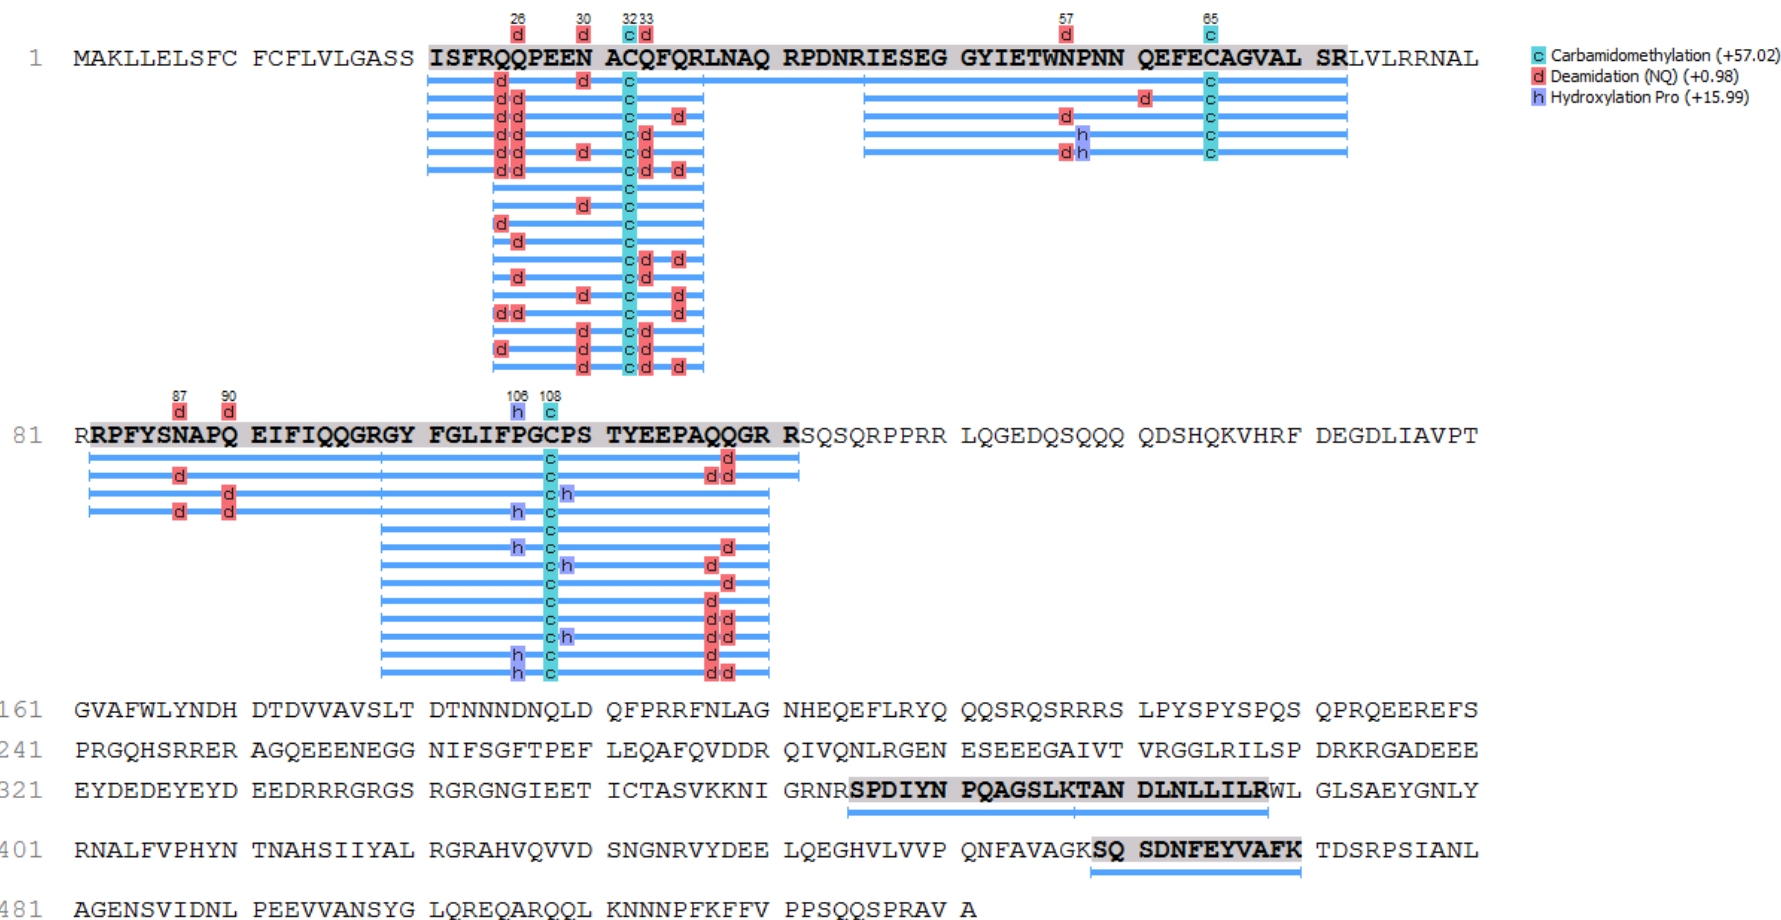 26 30 32 33 57 65
d d c d d c
1 MAKLLELSFC FCFLVLGASS ISFRQQPEEN ACQFQRLNAQ RPDNRIESEG GYIETWNPNN QEFECAGVAL SRLVLRRNAL
c Carbamidomethylation (+57.02)
d Deamidation (NQ) (+0.98)
h Hydroxylation Pro (+15.99)
d d c c
d d c d c
d d c d d c
d d c d h c
d d d c d d h c
d d c d d
c
d c
d c
d c
c d d
d c d
d c d
d d c d
d c d
d d c d
d c d d
87 90 106 108
d d h c
81 RRPFYSNAPQ EIFIQQGRGY FGLIFPGCPS TYEEPAQQGR RSQSQRPPRR LQGEDQSQQQ QDSHQKVHRF DEGDLIAVPT
c d
d c d d
d c h
d d h c
c
h c d
c h d
c d
c d
c d d
c h d d
h c d
h c d d
161 GVAFWLYNDH DTDVVAVSLT DTNNNDNQLD QFPRRFNLAG NHEQEFLRYQ QQSRQSRRRS LPYSPYSPQS QPRQEEREFS
241 PRGQHSRRER AGQEEENEGG NIFSGFTPEF LEQAFQVDDR QIVQNLRGEN ESEEEGAIVT VRGGLRILSP DRKRGADEEE
321 EYDEDEYEYD EEDRRRGRGS RGRGNGIEET ICTASVKKNI GRNRSPDIYN PQAGSLKTAN DLNLLILRWL GLSAEYGNLY
401 RNALFVPHYN TNAHSIIYAL RGRAHVQVVD SNGNRVYDEE LQEGHVLVVP QNFAVAGKSQ SDNFEYVAFK TDSRPSIANL
481 AGENSVIDNL PEEVVANSYG LQREQARQQL KNNNPFKFFV PPSQQSPRAV A